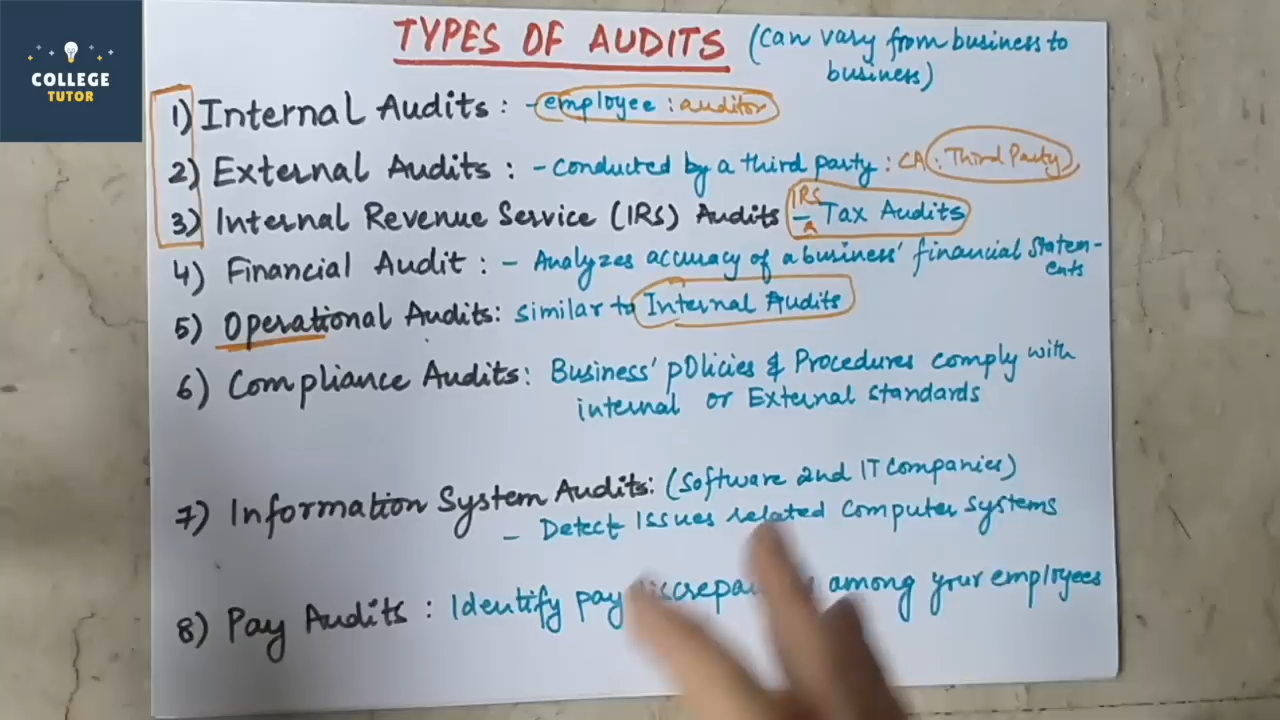 COLLEGE
TUTOR
TYPES OF AUDITS (Can vary from business to
business)
1) Internal Audits: - employee : auditor
2) External Audits: - conducted by a third party : CA : Third Party
3) Internal Revenue Service (IRS) Audits - Tax Audits
IRS
4) Financial Audit: - Analyzes accuracy of a business' financial Statem-
ents
5) Operational Audits: similar to Internal Audits
6) Compliance Audits: Business' policies & Procedures comply with
internal or External standards
7) Information System Audits: (Software and IT Companies)
- Detect Issues related Computer Systems
8) Pay Audits: Identify pay among your employees